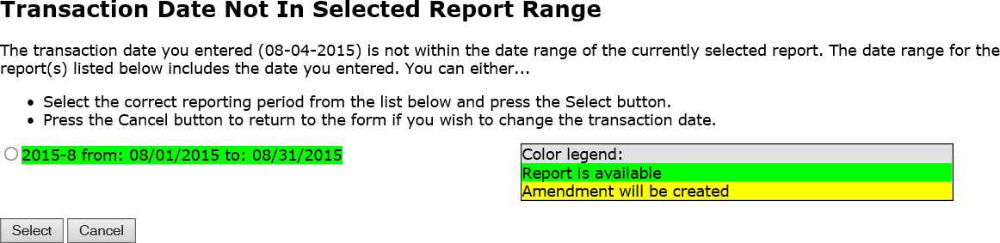 Transaction Date Not In Selected Report Range
The transaction date you entered (08-04-2015) is not within the date range of the currently selected report. The date range for the
report(s) listed below includes the date you entered. You can either...
• Select the correct reporting period from the list below and press the Select button.
• Press the Cancel button to return to the form if you wish to change the transaction date.
2015-8 from: 08/01/2015 to: 08/31/2015
Color legend:
Report is available
Amendment will be created
Select Cancel